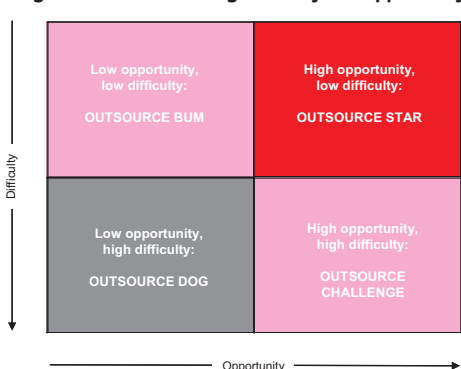 Low opportunity,
low difficulty:
OUTSOURCE BUM
High opportunity,
low difficulty:
OUTSOURCE STAR
Difficulty
Low opportunity,
high difficulty:
OUTSOURCE DOG
High opportunity,
high difficulty:
OUTSOURCE
CHALLENGE
Opportunity